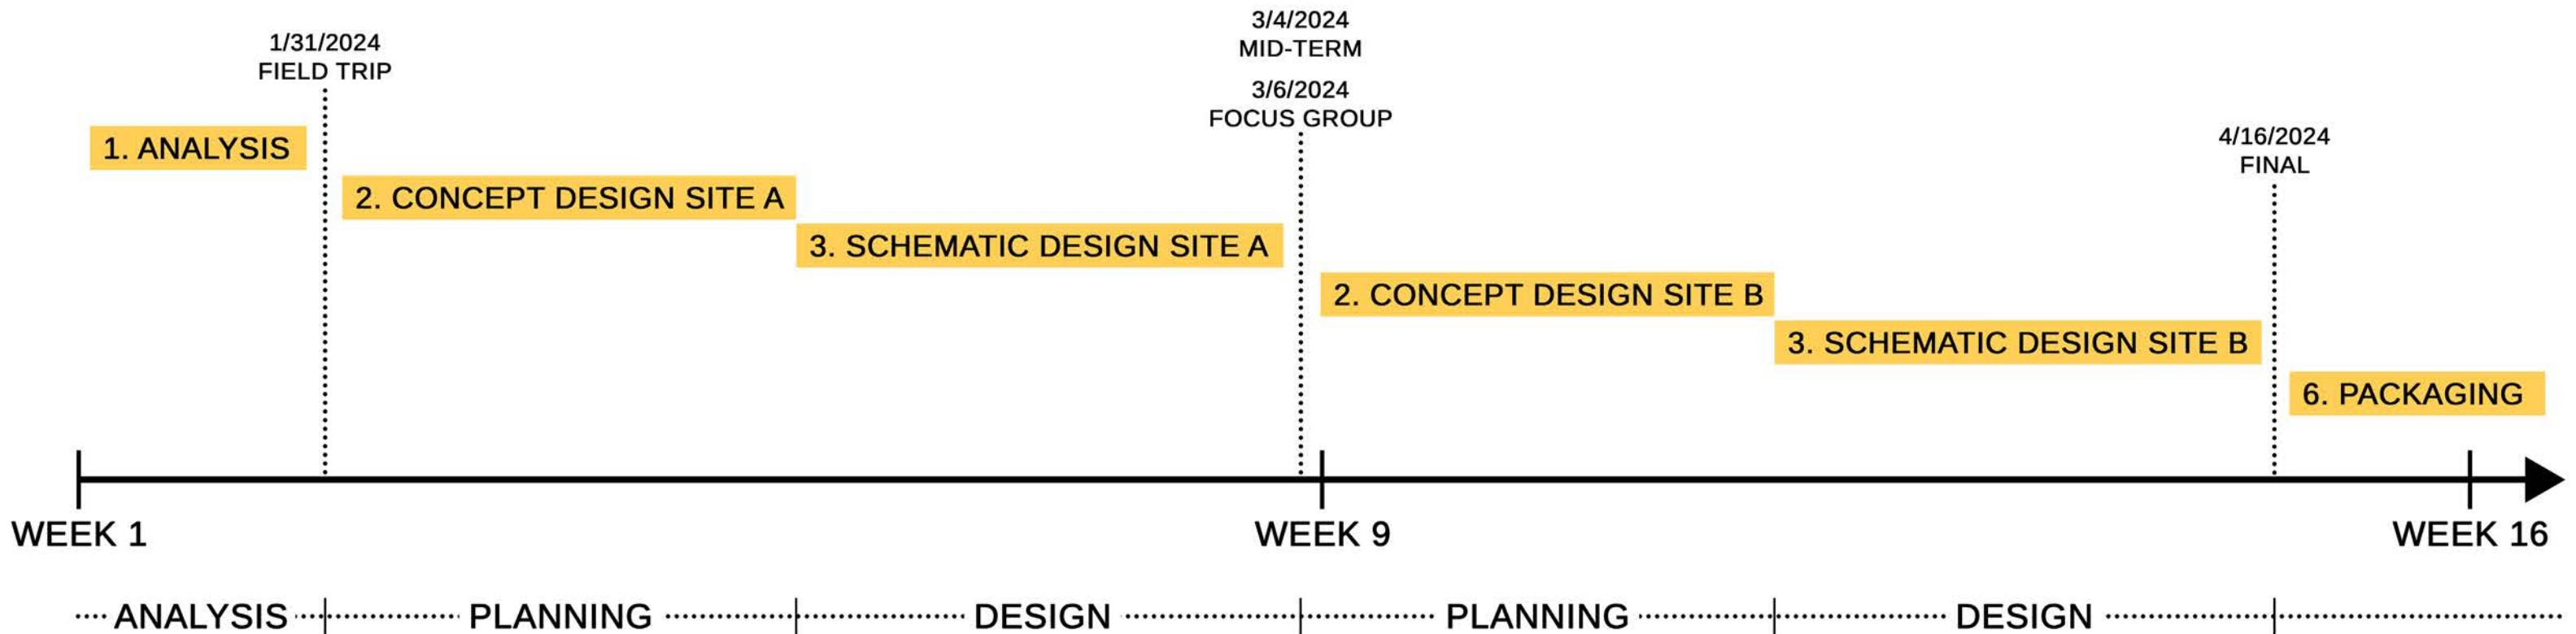 3/4/2024
MID-TERM
1/31/2024
FIELD TRIP
3/6/2024
FOCUS GROUP
4/16/2024
FINAL
1. ANALYSIS
2. CONCEPT DESIGN SITE A
3. SCHEMATIC DESIGN SITE A
2. CONCEPT DESIGN SITE B
3. SCHEMATIC DESIGN SITE B
6. PACKAGING
WEEK 1
WEEK 9
WEEK 16
ANALYSIS
PLANNING
DESIGN
PLANNING
DESIGN